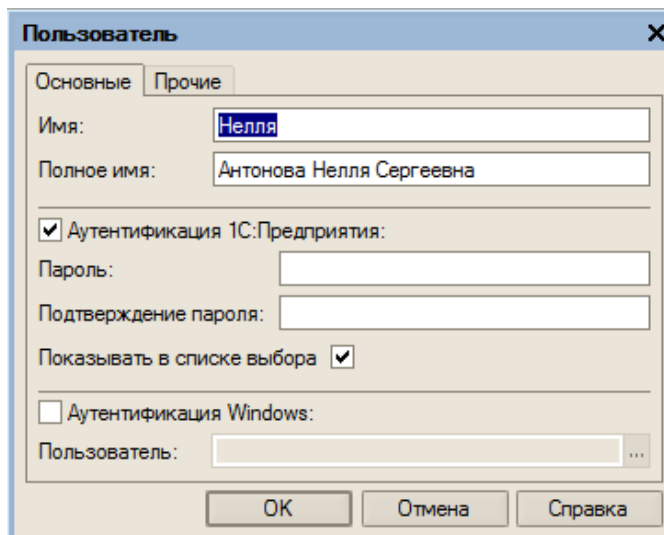 Пользователь
Основные Прочие
Имя: Нелля
Полное имя: Антонова Нелля Сергеевна
Аутентификация 1С:Предприятия:
Пароль:
Подтверждение пароля:
Показывать в списке выбора
Аутентификация Windows:
Пользователь: ...
OK Отмена Справка